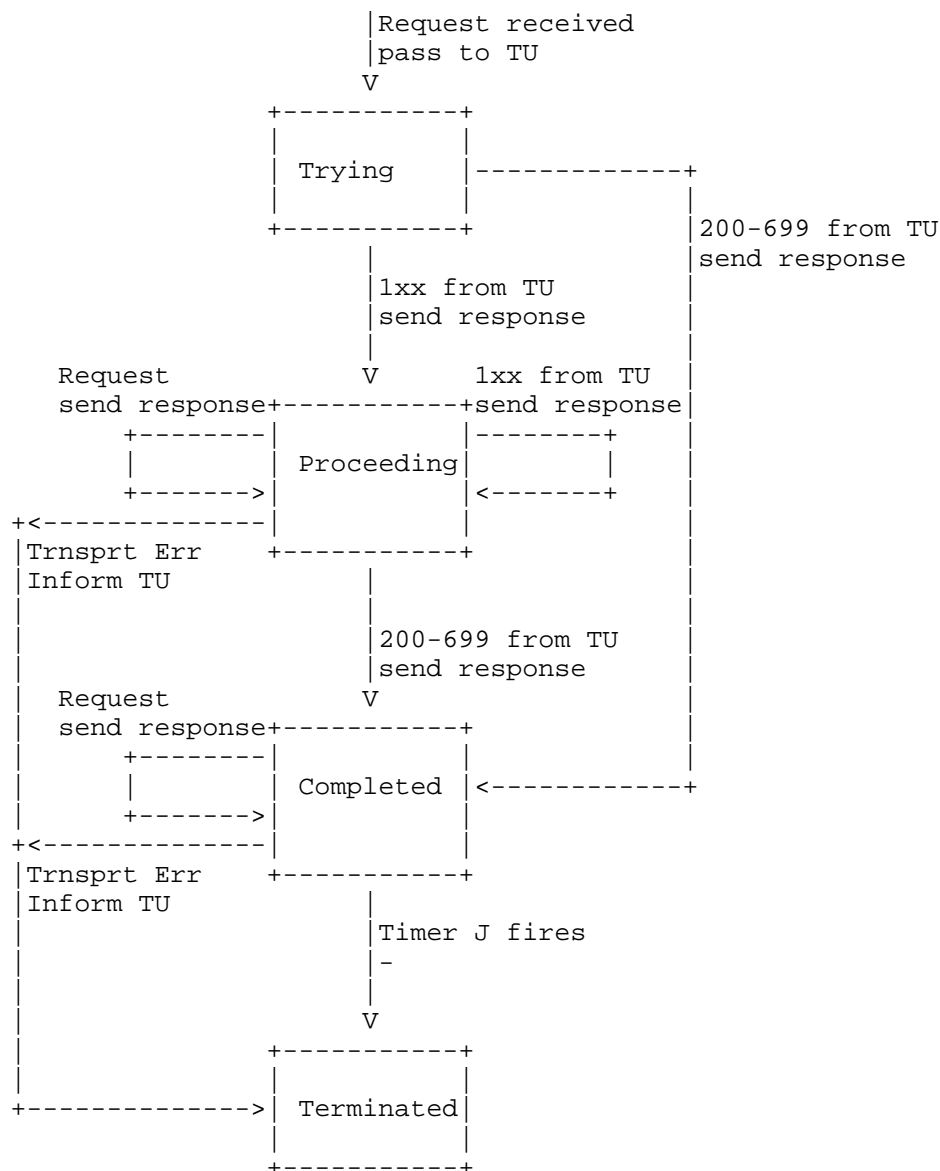 Request received
pass to TU
V
Trying
200-699 from TU
send response
1xx from TU
send response
Request V 1xx from TU
send response send response
Proceeding
Trnsprt Err
Inform TU
200-699 from TU
send response
Request V
send response
Completed
Trnsprt Err
Inform TU
Timer J fires
-
V
Terminated